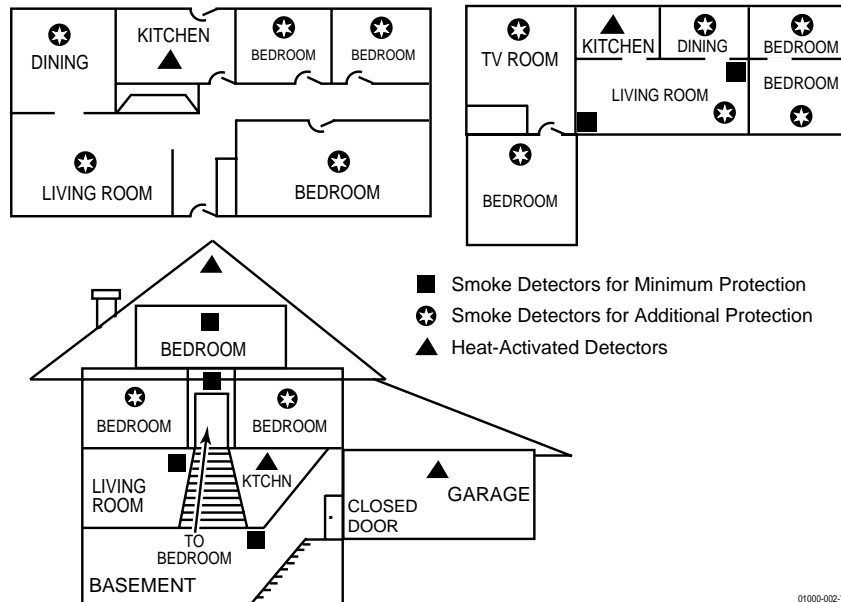 DINING
KITCHEN
BEDROOM
BEDROOM
LIVING ROOM
BEDROOM
TV ROOM
KITCHEN
DINING
BEDROOM
LIVING ROOM
BEDROOM
BEDROOM
Smoke Detectors for Minimum Protection
Smoke Detectors for Additional Protection
Heat-Activated Detectors
BEDROOM
BEDROOM
BEDROOM
LIVING
ROOM
KTCHN
CLOSED
DOOR
GARAGE
TO
BEDROOM
BASEMENT